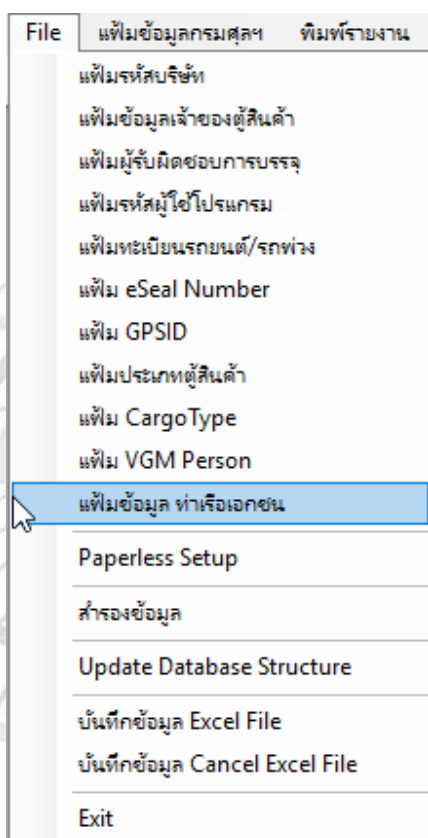 File แฟ้มข้อมูลกรมศุลฯ พิมพ์รายงาน
แฟ้มรหัสบริษัท
แฟ้มข้อมูลเจ้าของตู้สินค้า
แฟ้มผู้รับผิดชอบการบรรจุ
แฟ้มรหัสผู้ใช้โปรแกรม
แฟ้มทะเบียนรถยนต์/รถพ่วง
แฟ้ม eSeal Number
แฟ้ม GPSID
แฟ้มประเภทตู้สินค้า
แฟ้ม CargoType
แฟ้ม VGM Person
แฟ้มข้อมูล ท่าเรือเอกชน
Paperless Setup
สำรองข้อมูล
Update Database Structure
บันทึกข้อมูล Excel File
บันทึกข้อมูล Cancel Excel File
Exit